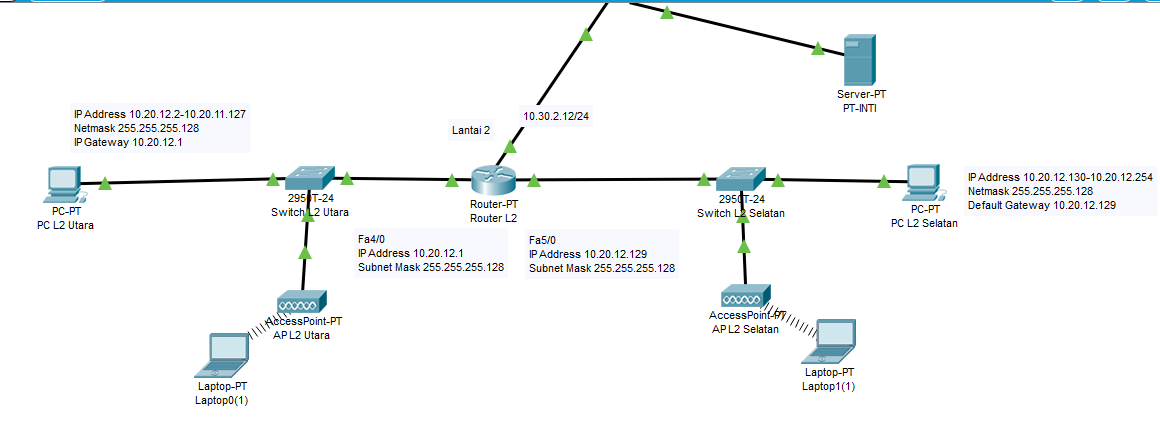 Server-PT
PT-INTI
IP Address 10.20.12.2-10.20.11.127
Netmask 255.255.255.128
IP Gateway 10.20.12.1
10.30.2.12/24
Lantai 2
PC-PT
PC L2 Utara
2950T-24
Switch L2 Utara
Router-PT
Router L2
2950T-24
Switch L2 Selatan
PC-PT
PC L2 Selatan
IP Address 10.20.12.130-10.20.12.254
Netmask 255.255.255.128
Default Gateway 10.20.12.129
Fa4/0
IP Address 10.20.12.1
Subnet Mask 255.255.255.128
Fa5/0
IP Address 10.20.12.129
Subnet Mask 255.255.255.128
AccessPoint-PT
AP L2 Utara
AccessPoint-PT
AP L2 Selatan
Laptop-PT
Laptop0(1)
Laptop-PT
Laptop1(1)